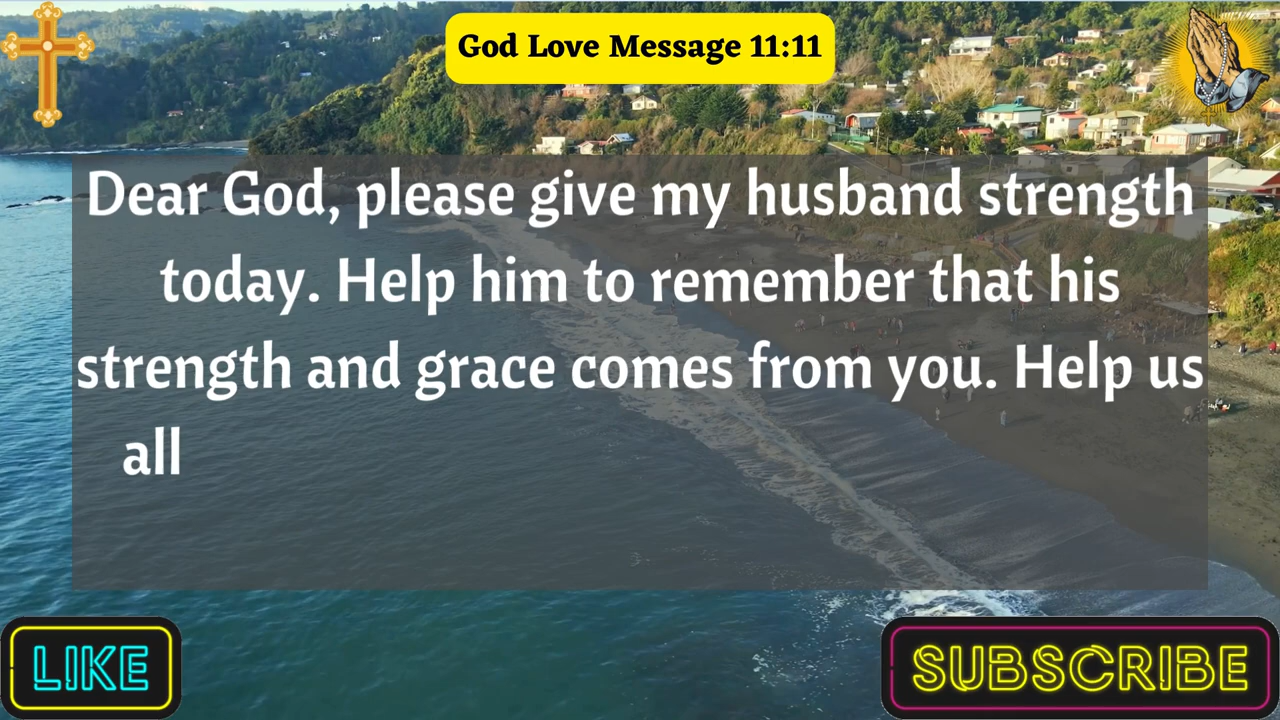 God Love Message 11:11
Dear God, please give my husband strength
today. Help him to remember that his
strength and grace comes from you. Help us
all
LIKE
SUBSCRIBE